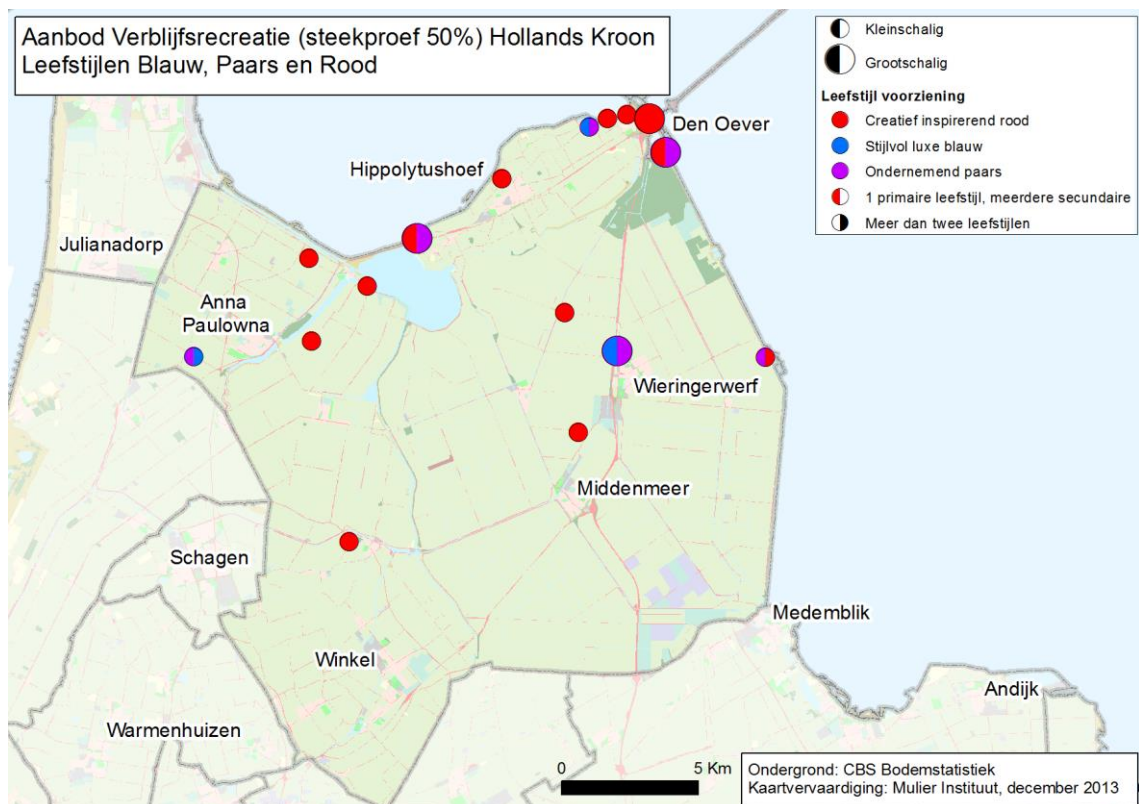 Aanbod Verblijfsrecreatie (steekproef 50%) Hollands Kroon
Leefstijlen Blauw, Paars en Rood
Kleinschalig
Grootschalig
Leefstijl voorziening
Creatief inspirerend rood
Stijlvol luxe blauw
Ondernemend paars
1 primaire leefstijl, meerdere secundaire
Meer dan twee leefstijlen
Den Oever
Hippolytushoef
Julianadorp
Anna
Paulowna
Wieringerwerf
Middenmeer
Schagen
Medemblik
Winkel
Andijk
Warmenhuizen
0 5 Km
Ondergrond: CBS Bodemstatistiek
Kaartvervaardiging: Mulier Instituut, december 2013